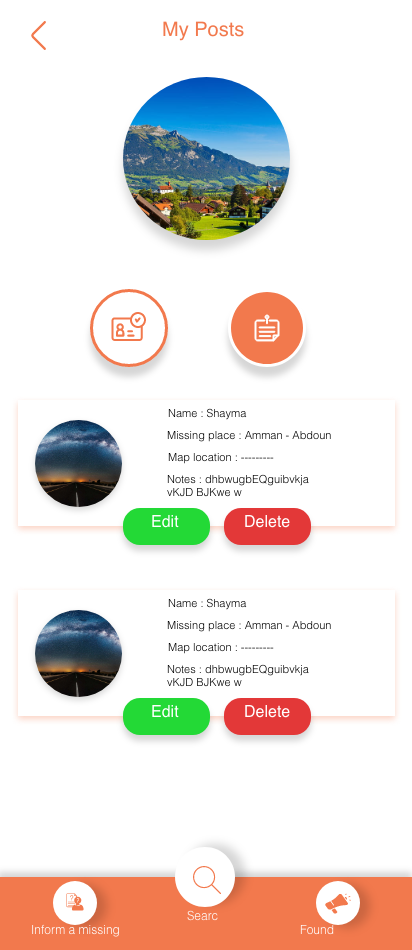 My Posts
Name : Shayma
Missing place : Amman - Abdoun
Map location : ---------
Notes : dhbwugbEQguibvkja
vKJD BJKwe w
Edit
Delete
Name : Shayma
Missing place : Amman - Abdoun
Map location : ---------
Notes : dhbwugbEQguibvkja
vKJD BJKwe w
Edit
Delete
Inform a missing
Searc
Found